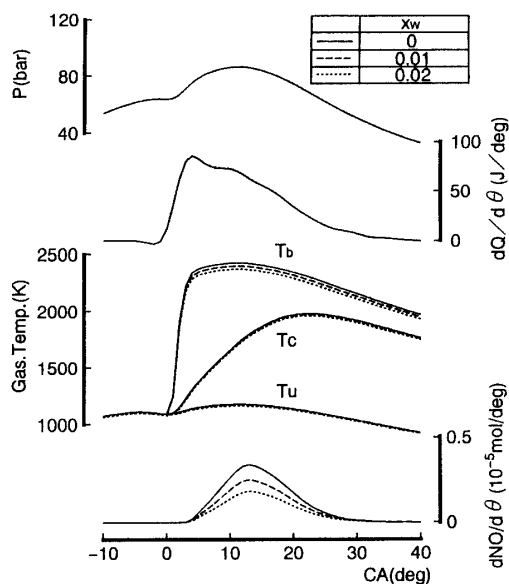 xw
0
0.01
0.02
P(bar)
120
80
40
dQ/dθ (J/deg)
100
50
0
Gas.Temp.(K)
2500
2000
1500
1000
Tb
Tc
Tu
dNO/dθ (10⁻⁵mol/deg)
0.5
0
-10 0 10 20 30 40
CA(deg)